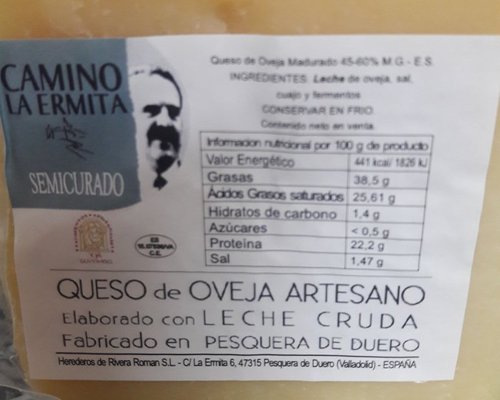 CAMINO
LA ERMITA
SEMICURADO
Queso de Oveja Madurado 45-60% M.G - E.S.
INGREDIENTES: Leche de oveja, sal,
cuajo y fermentos
CONSERVAR EN FRIO
Contenido neto en venta
Informacion nutricional por 100 g de producto
Valor Energético 441 kcal/ 1826 kJ
Grasas 38,5 g
Ácidos Grasos saturados 25,61 g
Hidratos de carbono 1,4 g
Azúcares < 0,5 g
Proteina 22,2 g
Sal 1,47 g
ES
C.E.
QUESO de OVEJA ARTESANO
Elaborado con LECHE CRUDA
Fabricado en PESQUERA DE DUERO
Herederos de Rivera Roman S.L. - C/ La Ermita 6, 47315 Pesquera de Duero (Valladolid) - ESPAÑA